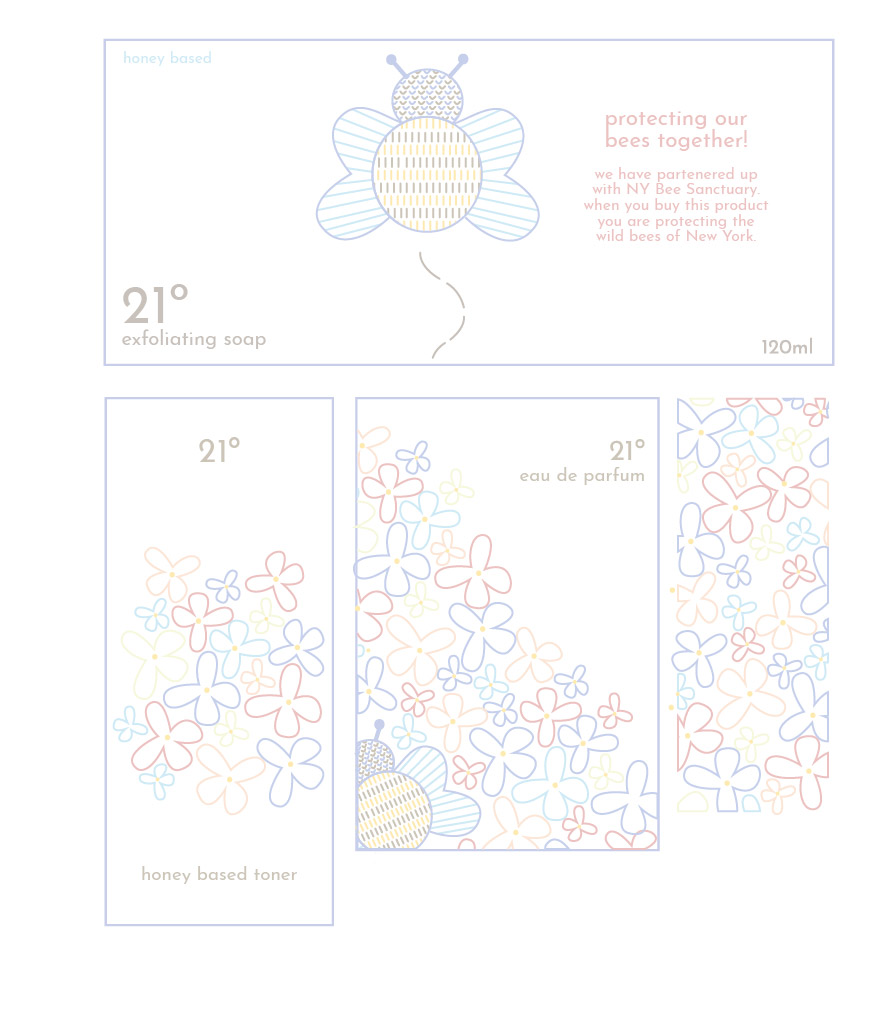 honey based
protecting our
bees together!
we have partenered up
with NY Bee Sanctuary.
when you buy this product
you are protecting the
wild bees of New York.
21°
exfoliating soap
120ml
21°
honey based toner
21°
eau de parfum